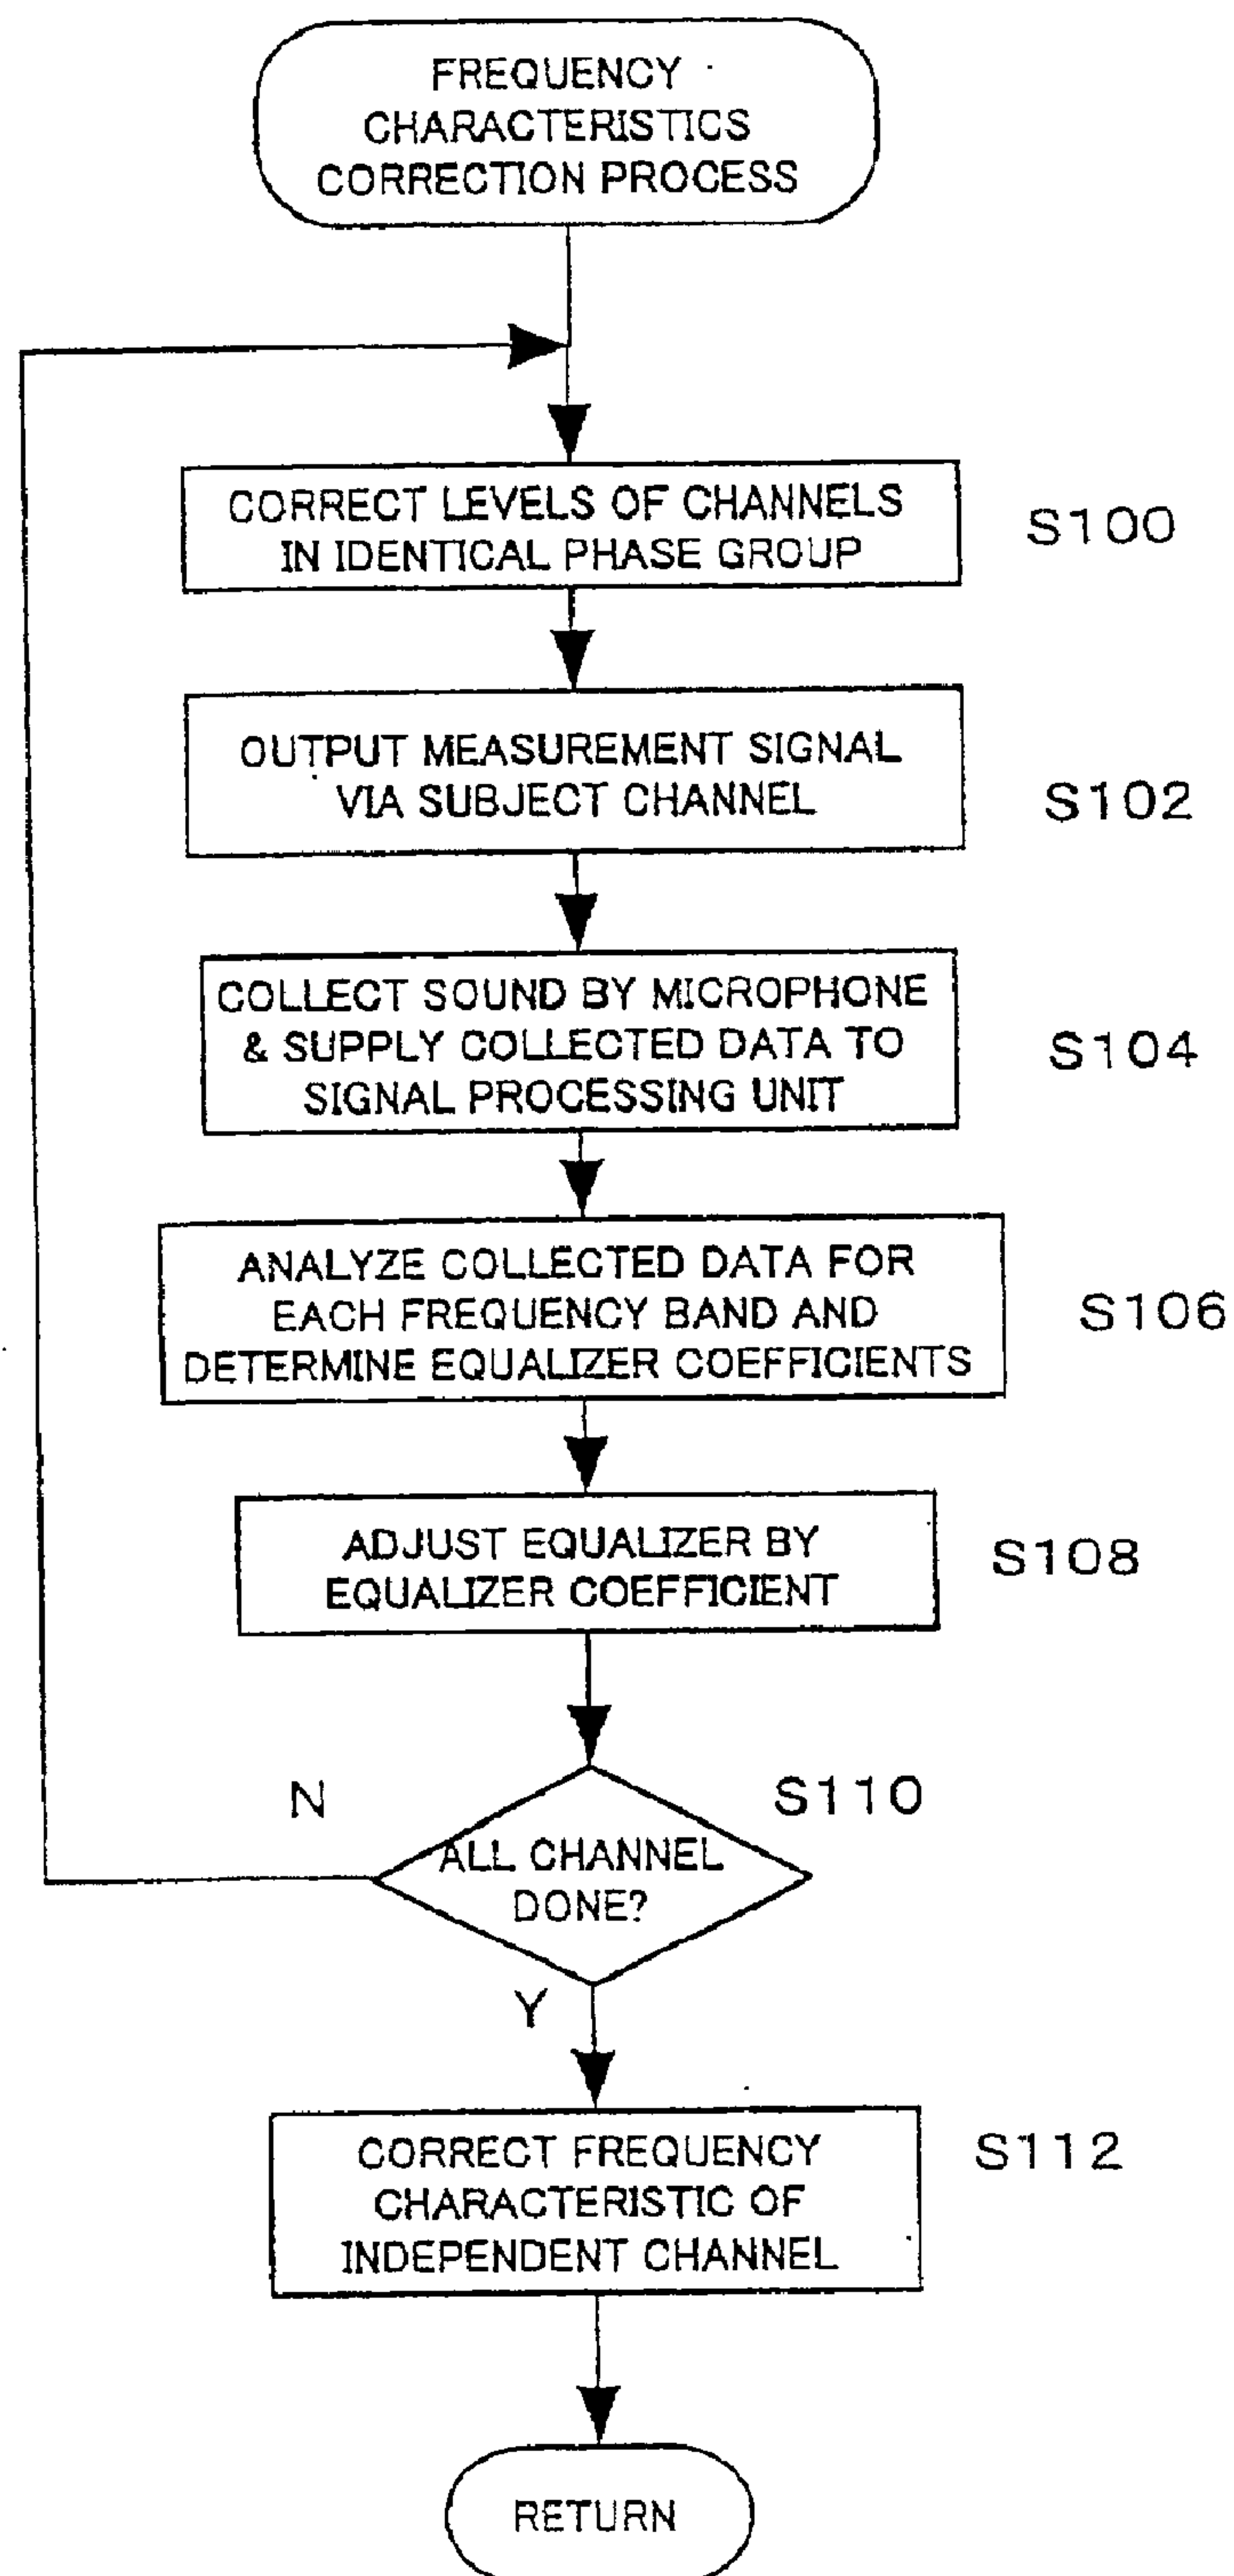 FREQUENCY
CHARACTERISTICS
CORRECTION PROCESS
CORRECT LEVELS OF CHANNELS
IN IDENTICAL PHASE GROUP
S100
OUTPUT MEASUREMENT SIGNAL
VIA SUBJECT CHANNEL
S102
COLLECT SOUND BY MICROPHONE
& SUPPLY COLLECTED DATA TO
SIGNAL PROCESSING UNIT
S104
ANALYZE COLLECTED DATA FOR
EACH FREQUENCY BAND AND
DETERMINE EQUALIZER COEFFICIENTS
S106
ADJUST EQUALIZER BY
EQUALIZER COEFFICIENT
S108
N
S110
ALL CHANNEL
DONE?
Y
CORRECT FREQUENCY
CHARACTERISTIC OF
INDEPENDENT CHANNEL
S112
RETURN